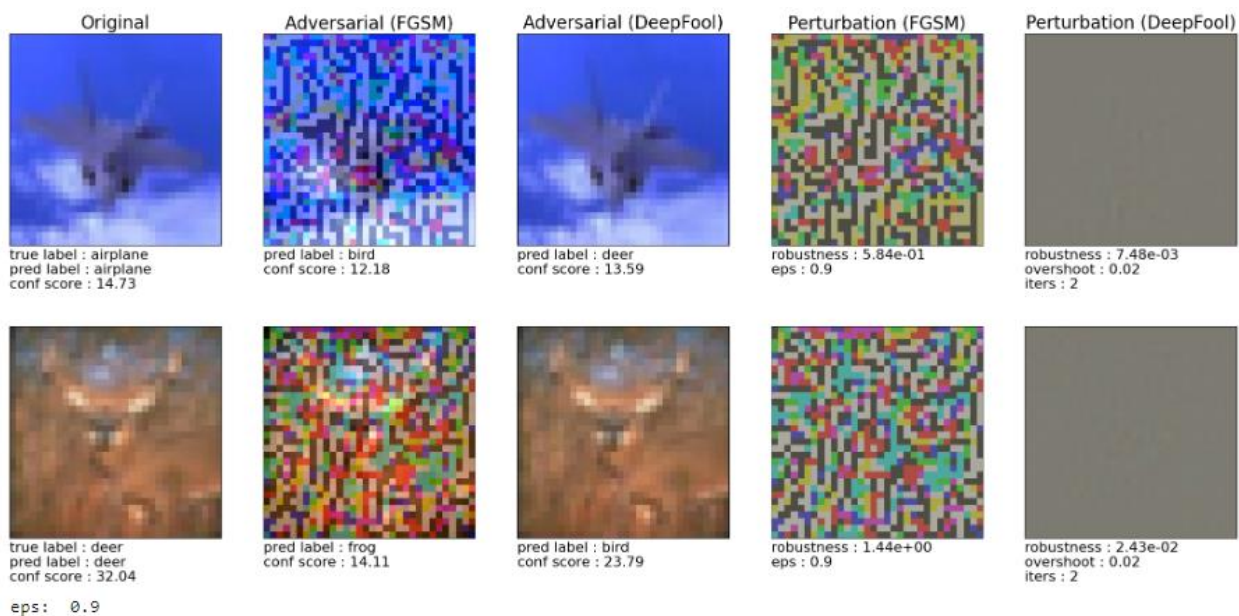 Original
Adversarial (FGSM)
Adversarial (DeepFool)
Perturbation (FGSM)
Perturbation (DeepFool)
true label : airplane
pred label : airplane
conf score : 14.73
pred label : bird
conf score : 12.18
pred label : deer
conf score : 13.59
robustness : 5.84e-01
eps : 0.9
robustness : 7.48e-03
overshoot : 0.02
iters : 2
true label : deer
pred label : deer
conf score : 32.04
pred label : frog
conf score : 14.11
pred label : bird
conf score : 23.79
robustness : 1.44e+00
eps : 0.9
robustness : 2.43e-02
overshoot : 0.02
iters : 2
eps: 0.9